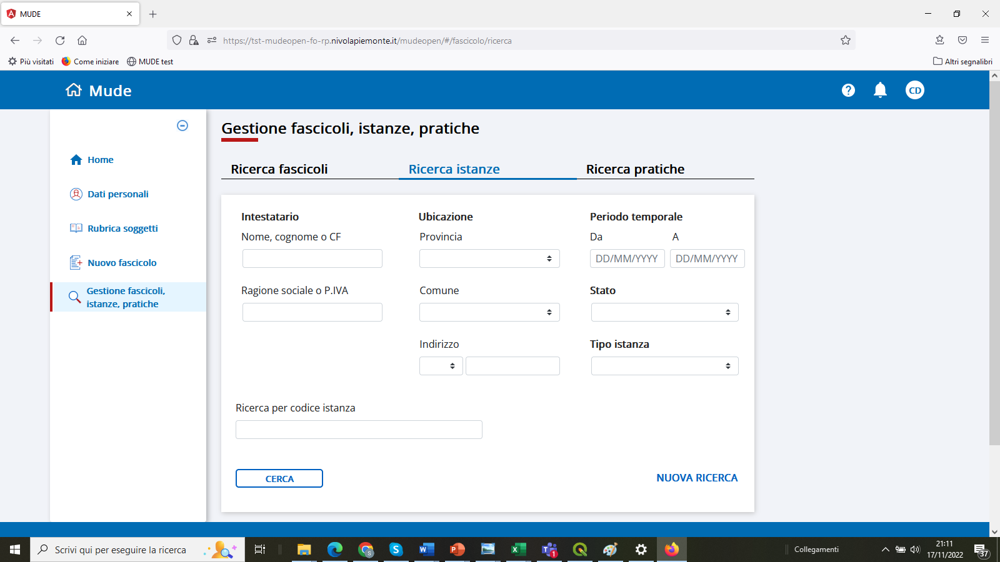 MUDE
https://tst-mudeopen-fo-rp.nivolapiemonte.it/mudeopen/#/fascicolo/ricerca
Più visitati
Come iniziare
MUDE test
Altri segnalibri
Mude
?
CD
Home
Dati personali
Rubrica soggetti
Nuovo fascicolo
Gestione fascicoli,
istanze, pratiche
Gestione fascicoli, istanze, pratiche
Ricerca fascicoli
Ricerca istanze
Ricerca pratiche
Intestatario
Ubicazione
Periodo temporale
Nome, cognome o CF
Provincia
Da
A
DD/MM/YYYY
DD/MM/YYYY
Ragione sociale o P.IVA
Comune
Stato
Indirizzo
Tipo istanza
Ricerca per codice istanza
CERCA
NUOVA RICERCA
Scrivi qui per eseguire la ricerca
S
S
W
P
X
T
1
Collegamenti
21:11
17/11/2022
37